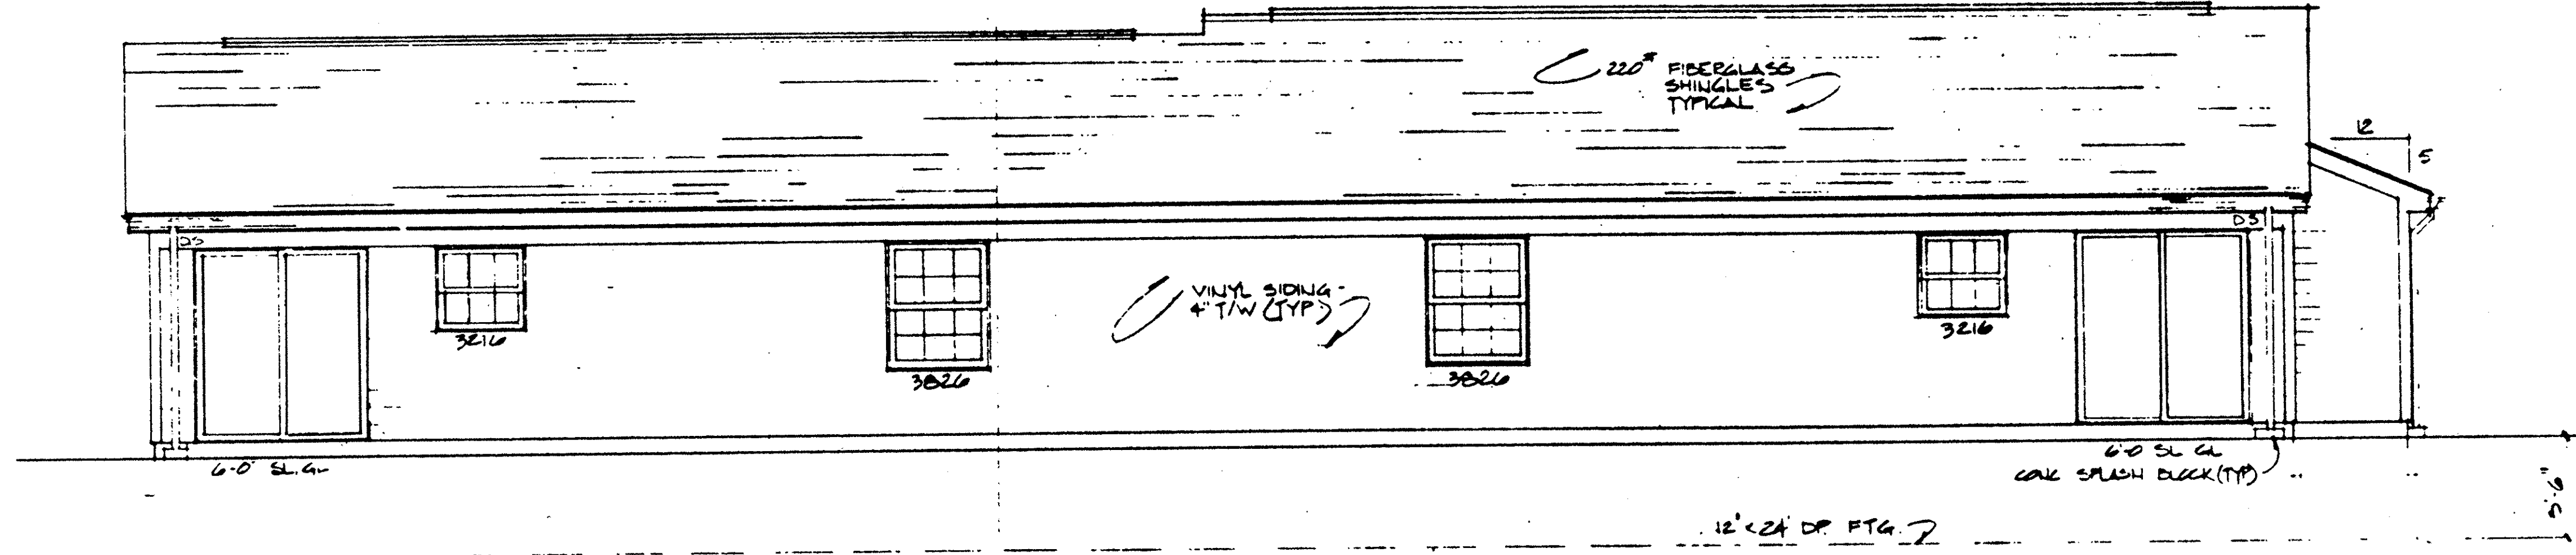 220# FIBERGLASS
SHINGLES
TYPICAL
12
5
DS
DS
VINYL SIDING -
4" T/W (TYP.)
3216
3826
3826
3216
6-0 SL. GL
6-0 SL GL
CONC SPLASH BLOCK (TYP)
12" x 24" DP. FTG.